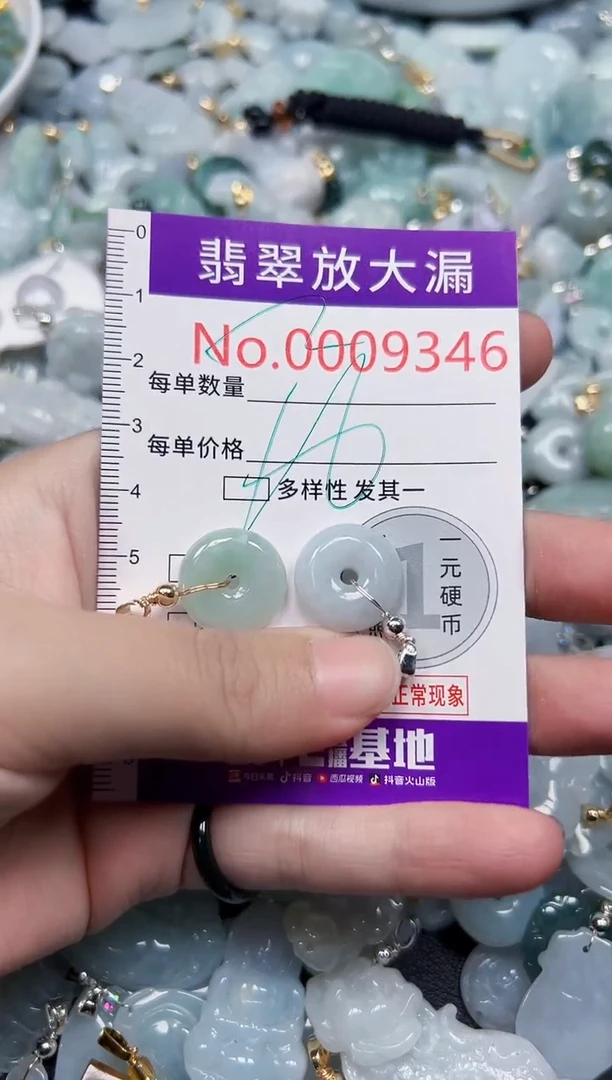 翡翠放大漏
0
1
No.0009346
2
每单数量
3
每单价格
4
多样性 发其一
5
1
一元硬币
正常现象
播基地
今日头条 抖音 西瓜视频 抖音火山版